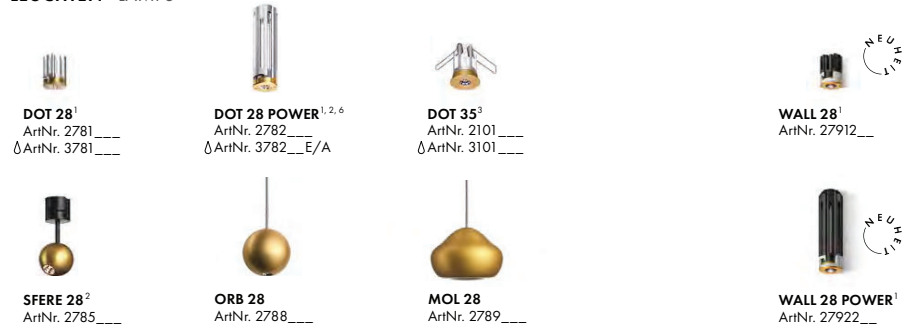 DOT 28¹
ArtNr. 2781___
ArtNr. 3781___
DOT 28 POWER¹,²,⁶
ArtNr. 2782___
ArtNr. 3782__E/A
DOT 35³
ArtNr. 2101___
ArtNr. 3101___
WALL 28¹
ArtNr. 27912__
NEUHEIT
SFERE 28²
ArtNr. 2785___
ORB 28
ArtNr. 2788___
MOL 28
ArtNr. 2789___
WALL 28 POWER¹
ArtNr. 27922__
NEUHEIT